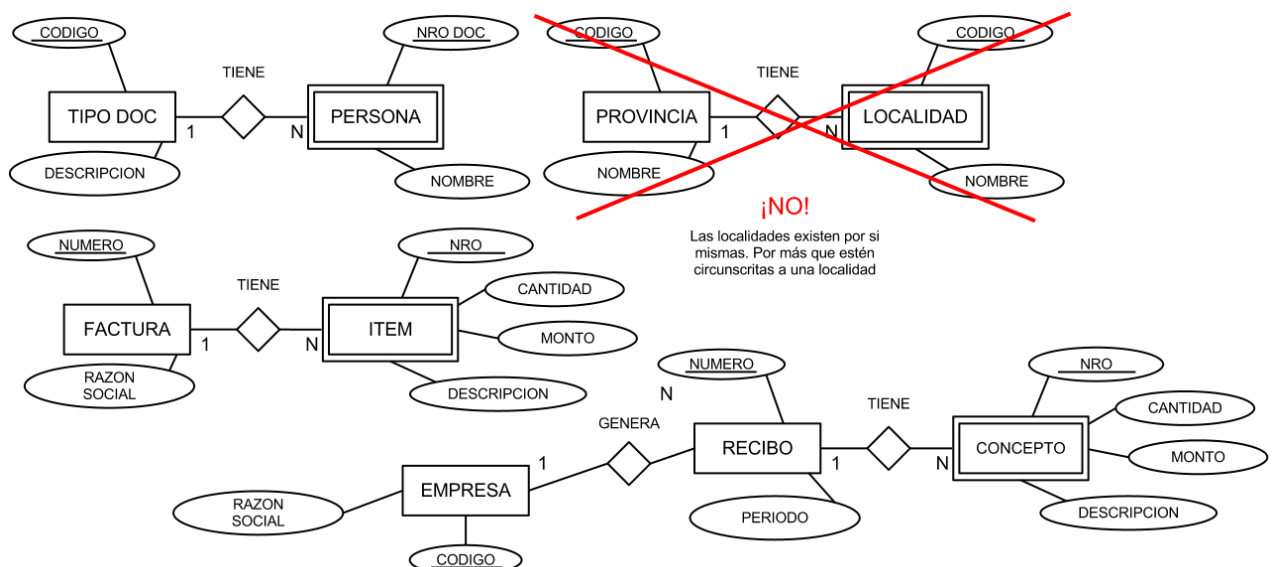 CODIGO
NRO DOC
TIENE
TIPO DOC
1
N
PERSONA
DESCRIPCION
NOMBRE
CODIGO
CODIGO
TIENE
PROVINCIA
1
N
LOCALIDAD
NOMBRE
NOMBRE
¡NO!
Las localidades existen por si
mismas. Por más que estén
circunscritas a una localidad
NUMERO
NRO
TIENE
CANTIDAD
FACTURA
1
N
ITEM
MONTO
RAZON
SOCIAL
DESCRIPCION
NUMERO
NRO
N
TIENE
CANTIDAD
GENERA
RECIBO
1
N
CONCEPTO
MONTO
1
EMPRESA
RAZON
SOCIAL
PERIODO
DESCRIPCION
CODIGO